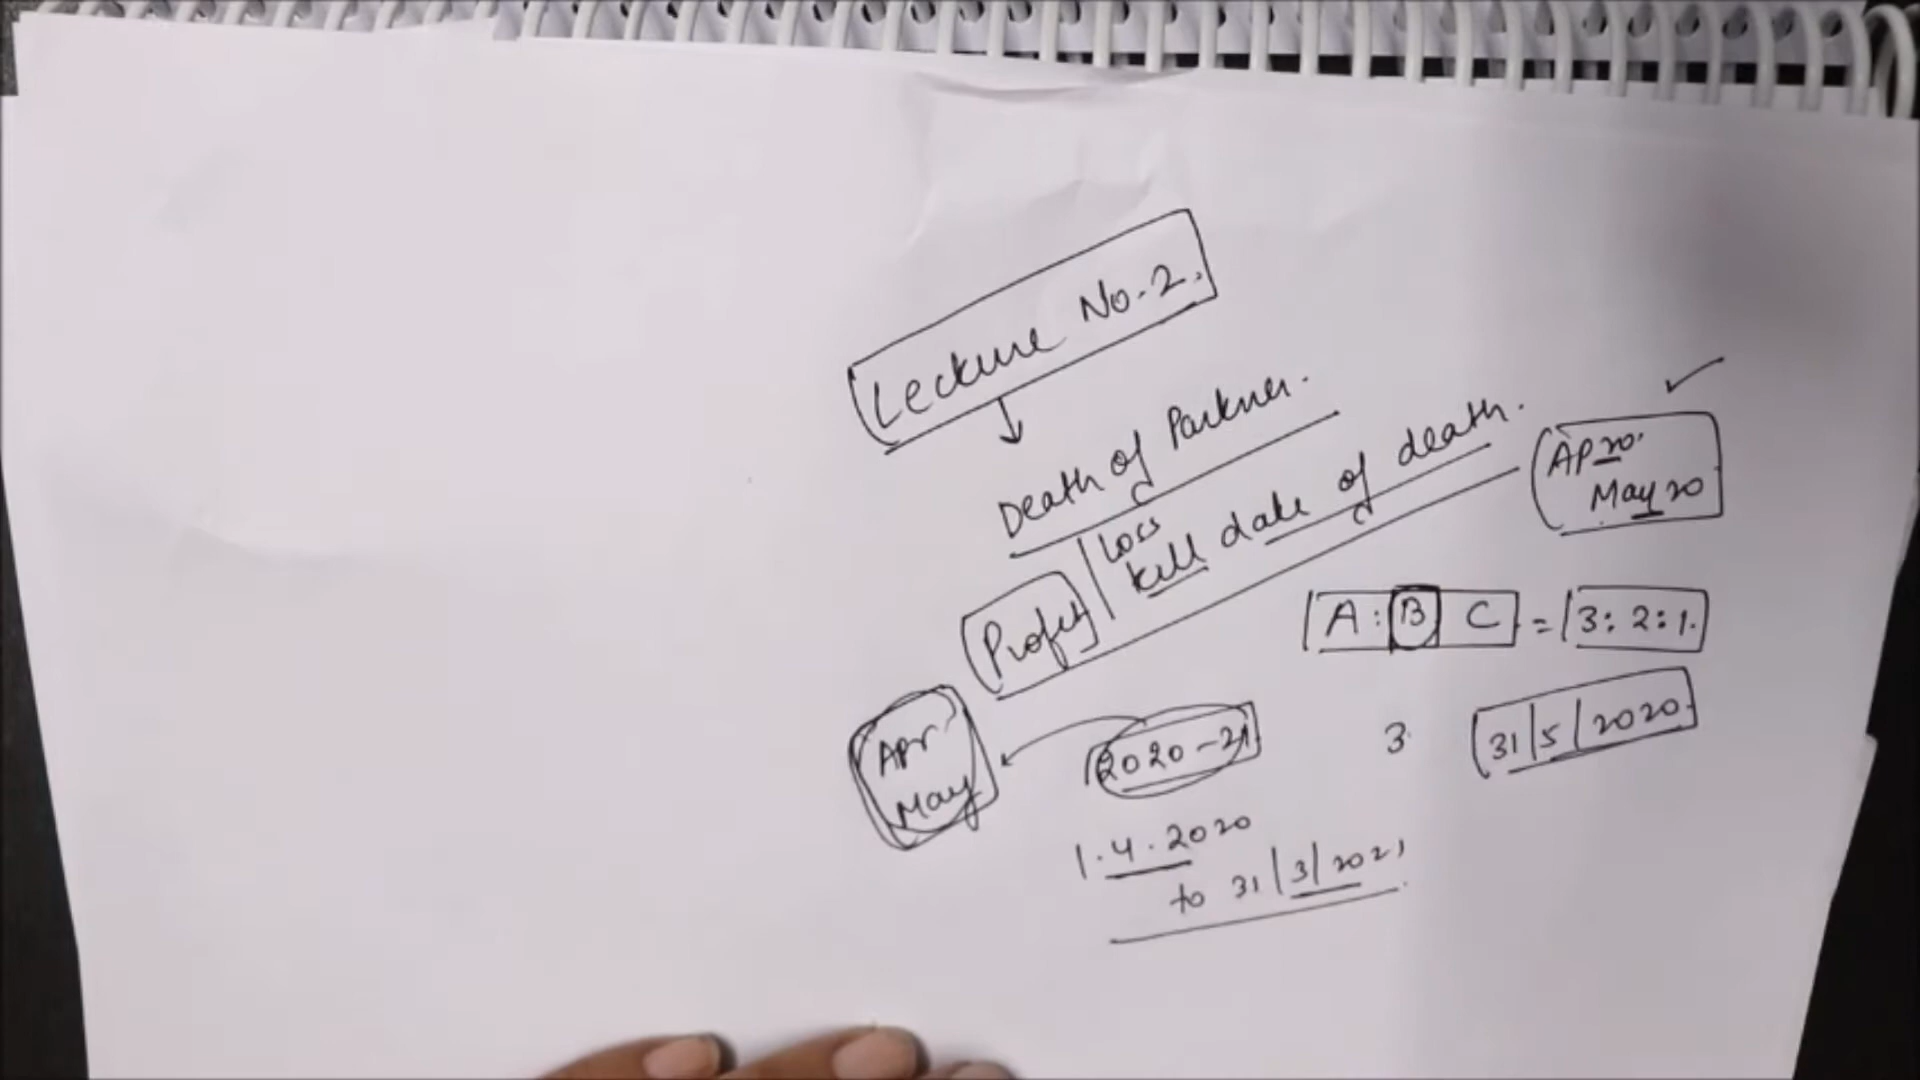 Lecture No-2.
Death of Partner.
Profit | Loss till date of death.
AP 20.
May 20
A : B C = 3 : 2 : 1.
Apr
May
2020-21
3
31/5/2020
1.4.2020
to 31/3/2021